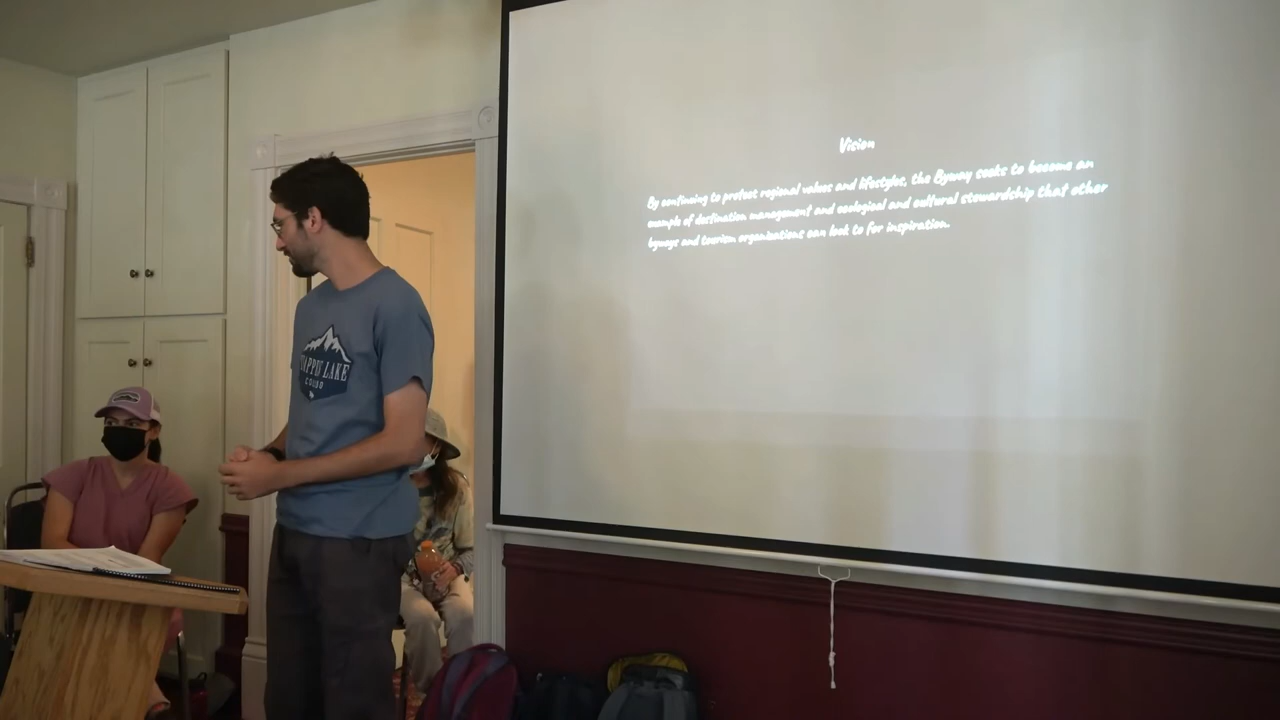 Vision
By continuing to protect regional values and lifestyles, the Byway seeks to become an
example of destination management and ecological and cultural stewardship that other
byways and tourism organizations can look to for inspiration.
LAKE